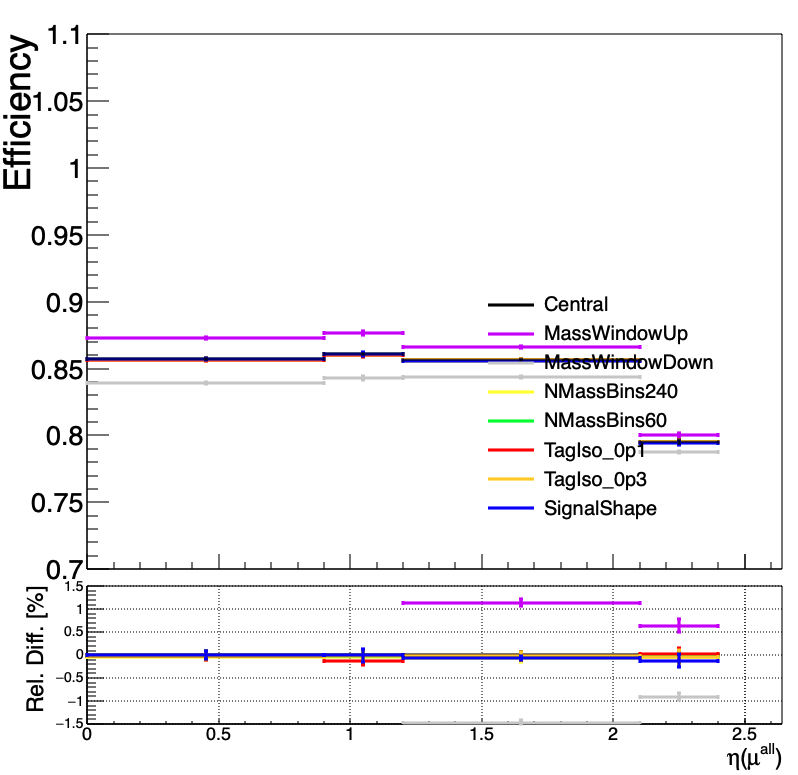 Efficiency
1.1
1.05
1
0.95
0.9
0.85
0.8
0.75
0.7
Central
MassWindowUp
MassWindowDown
NMassBins240
NMassBins60
TagIso_0p1
TagIso_0p3
SignalShape
Rel. Diff. [%]
1.5
1
0.5
0
−0.5
−1
−1.5
0 0.5 1 1.5 2 2.5
η(μ^all)